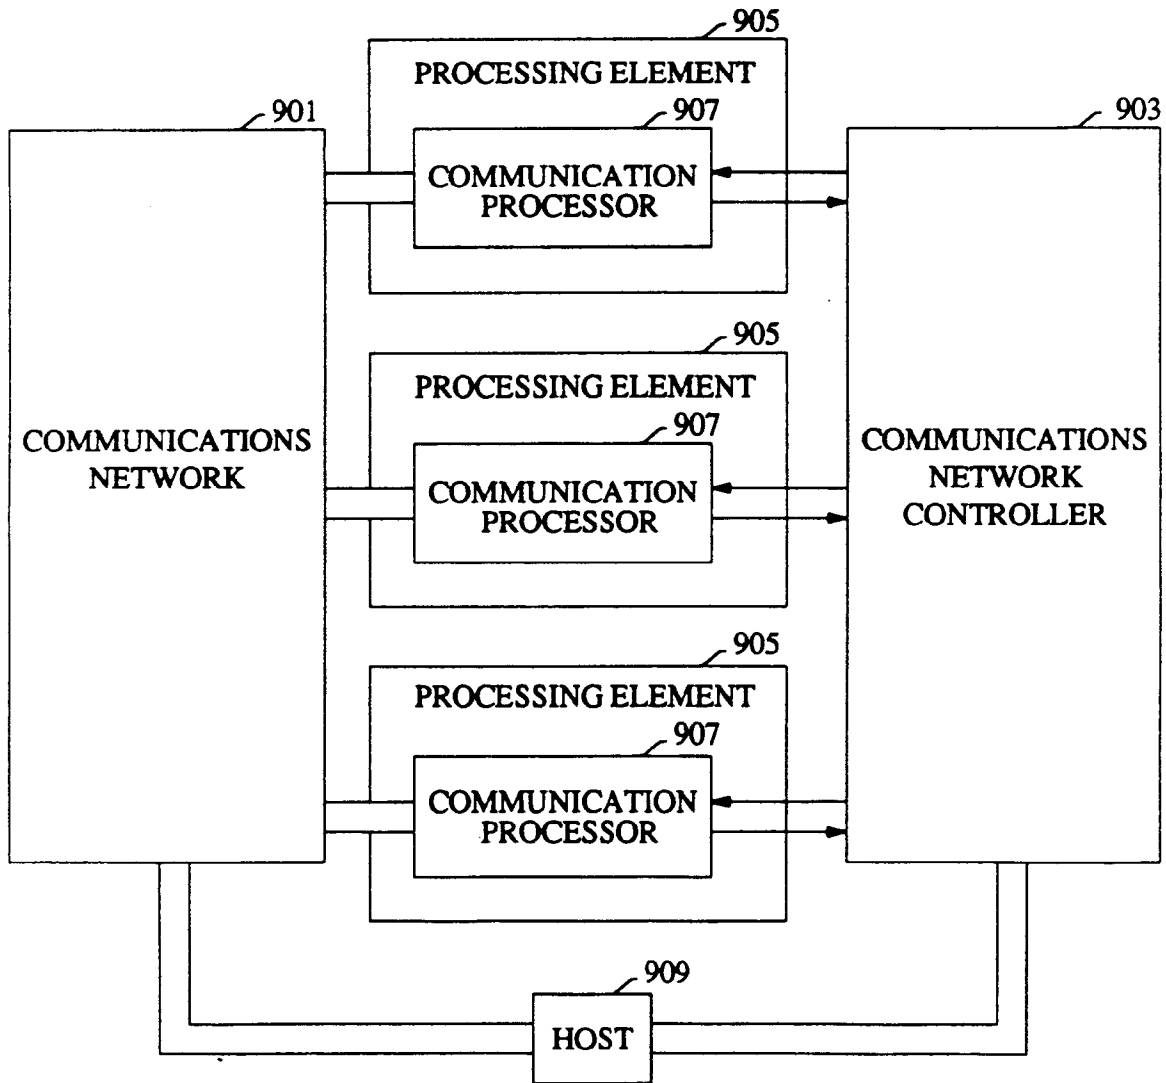 905
PROCESSING ELEMENT
901
907
903
COMMUNICATION
PROCESSOR
905
PROCESSING ELEMENT
907
COMMUNICATIONS
NETWORK
COMMUNICATION
PROCESSOR
COMMUNICATIONS
NETWORK
CONTROLLER
905
PROCESSING ELEMENT
907
COMMUNICATION
PROCESSOR
909
HOST